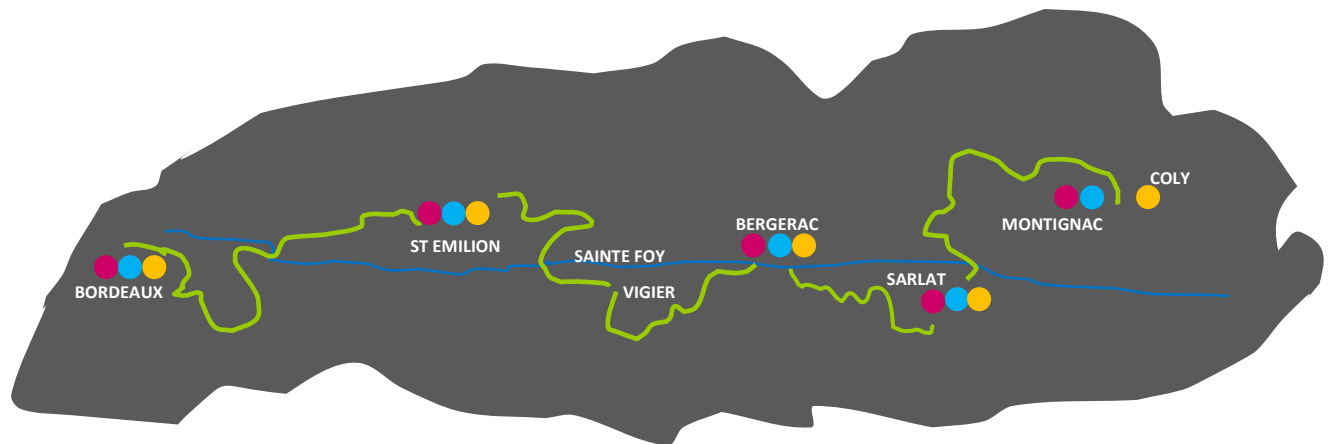 COLY
MONTIGNAC
BERGERAC
ST EMILION
SAINTE FOY
SARLAT
BORDEAUX
VIGIER